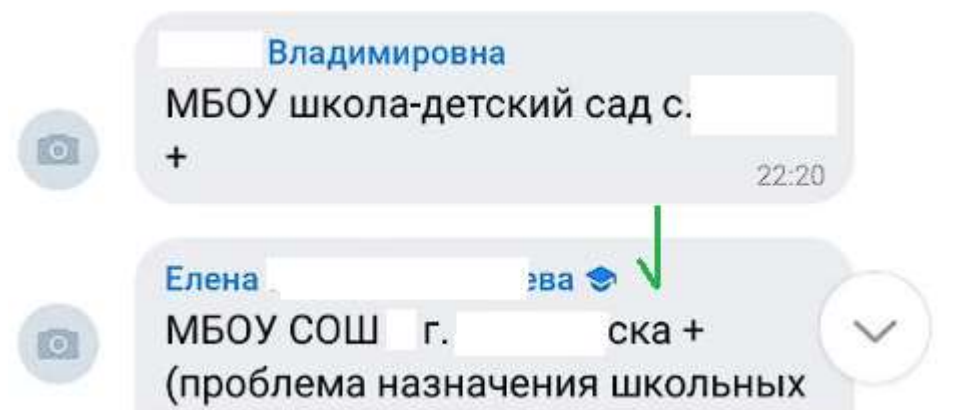 Владимировна
МБОУ школа-детский сад с.
+
22:20
Елена ева
МБОУ СОШ г. ска +
(проблема назначения школьных